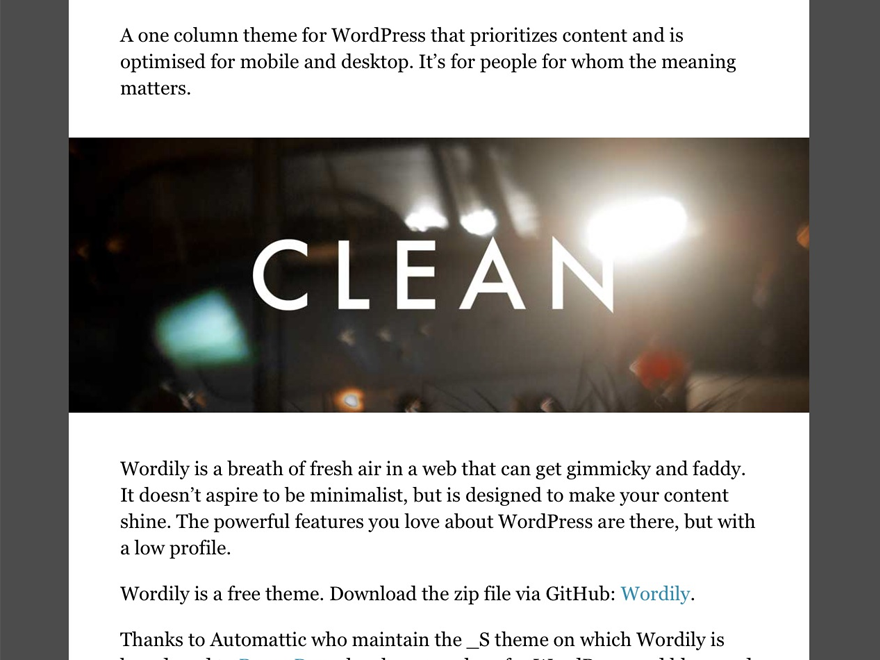 A one column theme for WordPress that prioritizes content and is
optimised for mobile and desktop. It’s for people for whom the meaning
matters.
CLEAN
Wordily is a breath of fresh air in a web that can get gimmicky and faddy.
It doesn’t aspire to be minimalist, but is designed to make your content
shine. The powerful features you love about WordPress are there, but with
a low profile.
Wordily is a free theme. Download the zip file via GitHub: Wordily.
Thanks to Automattic who maintain the _S theme on which Wordily is